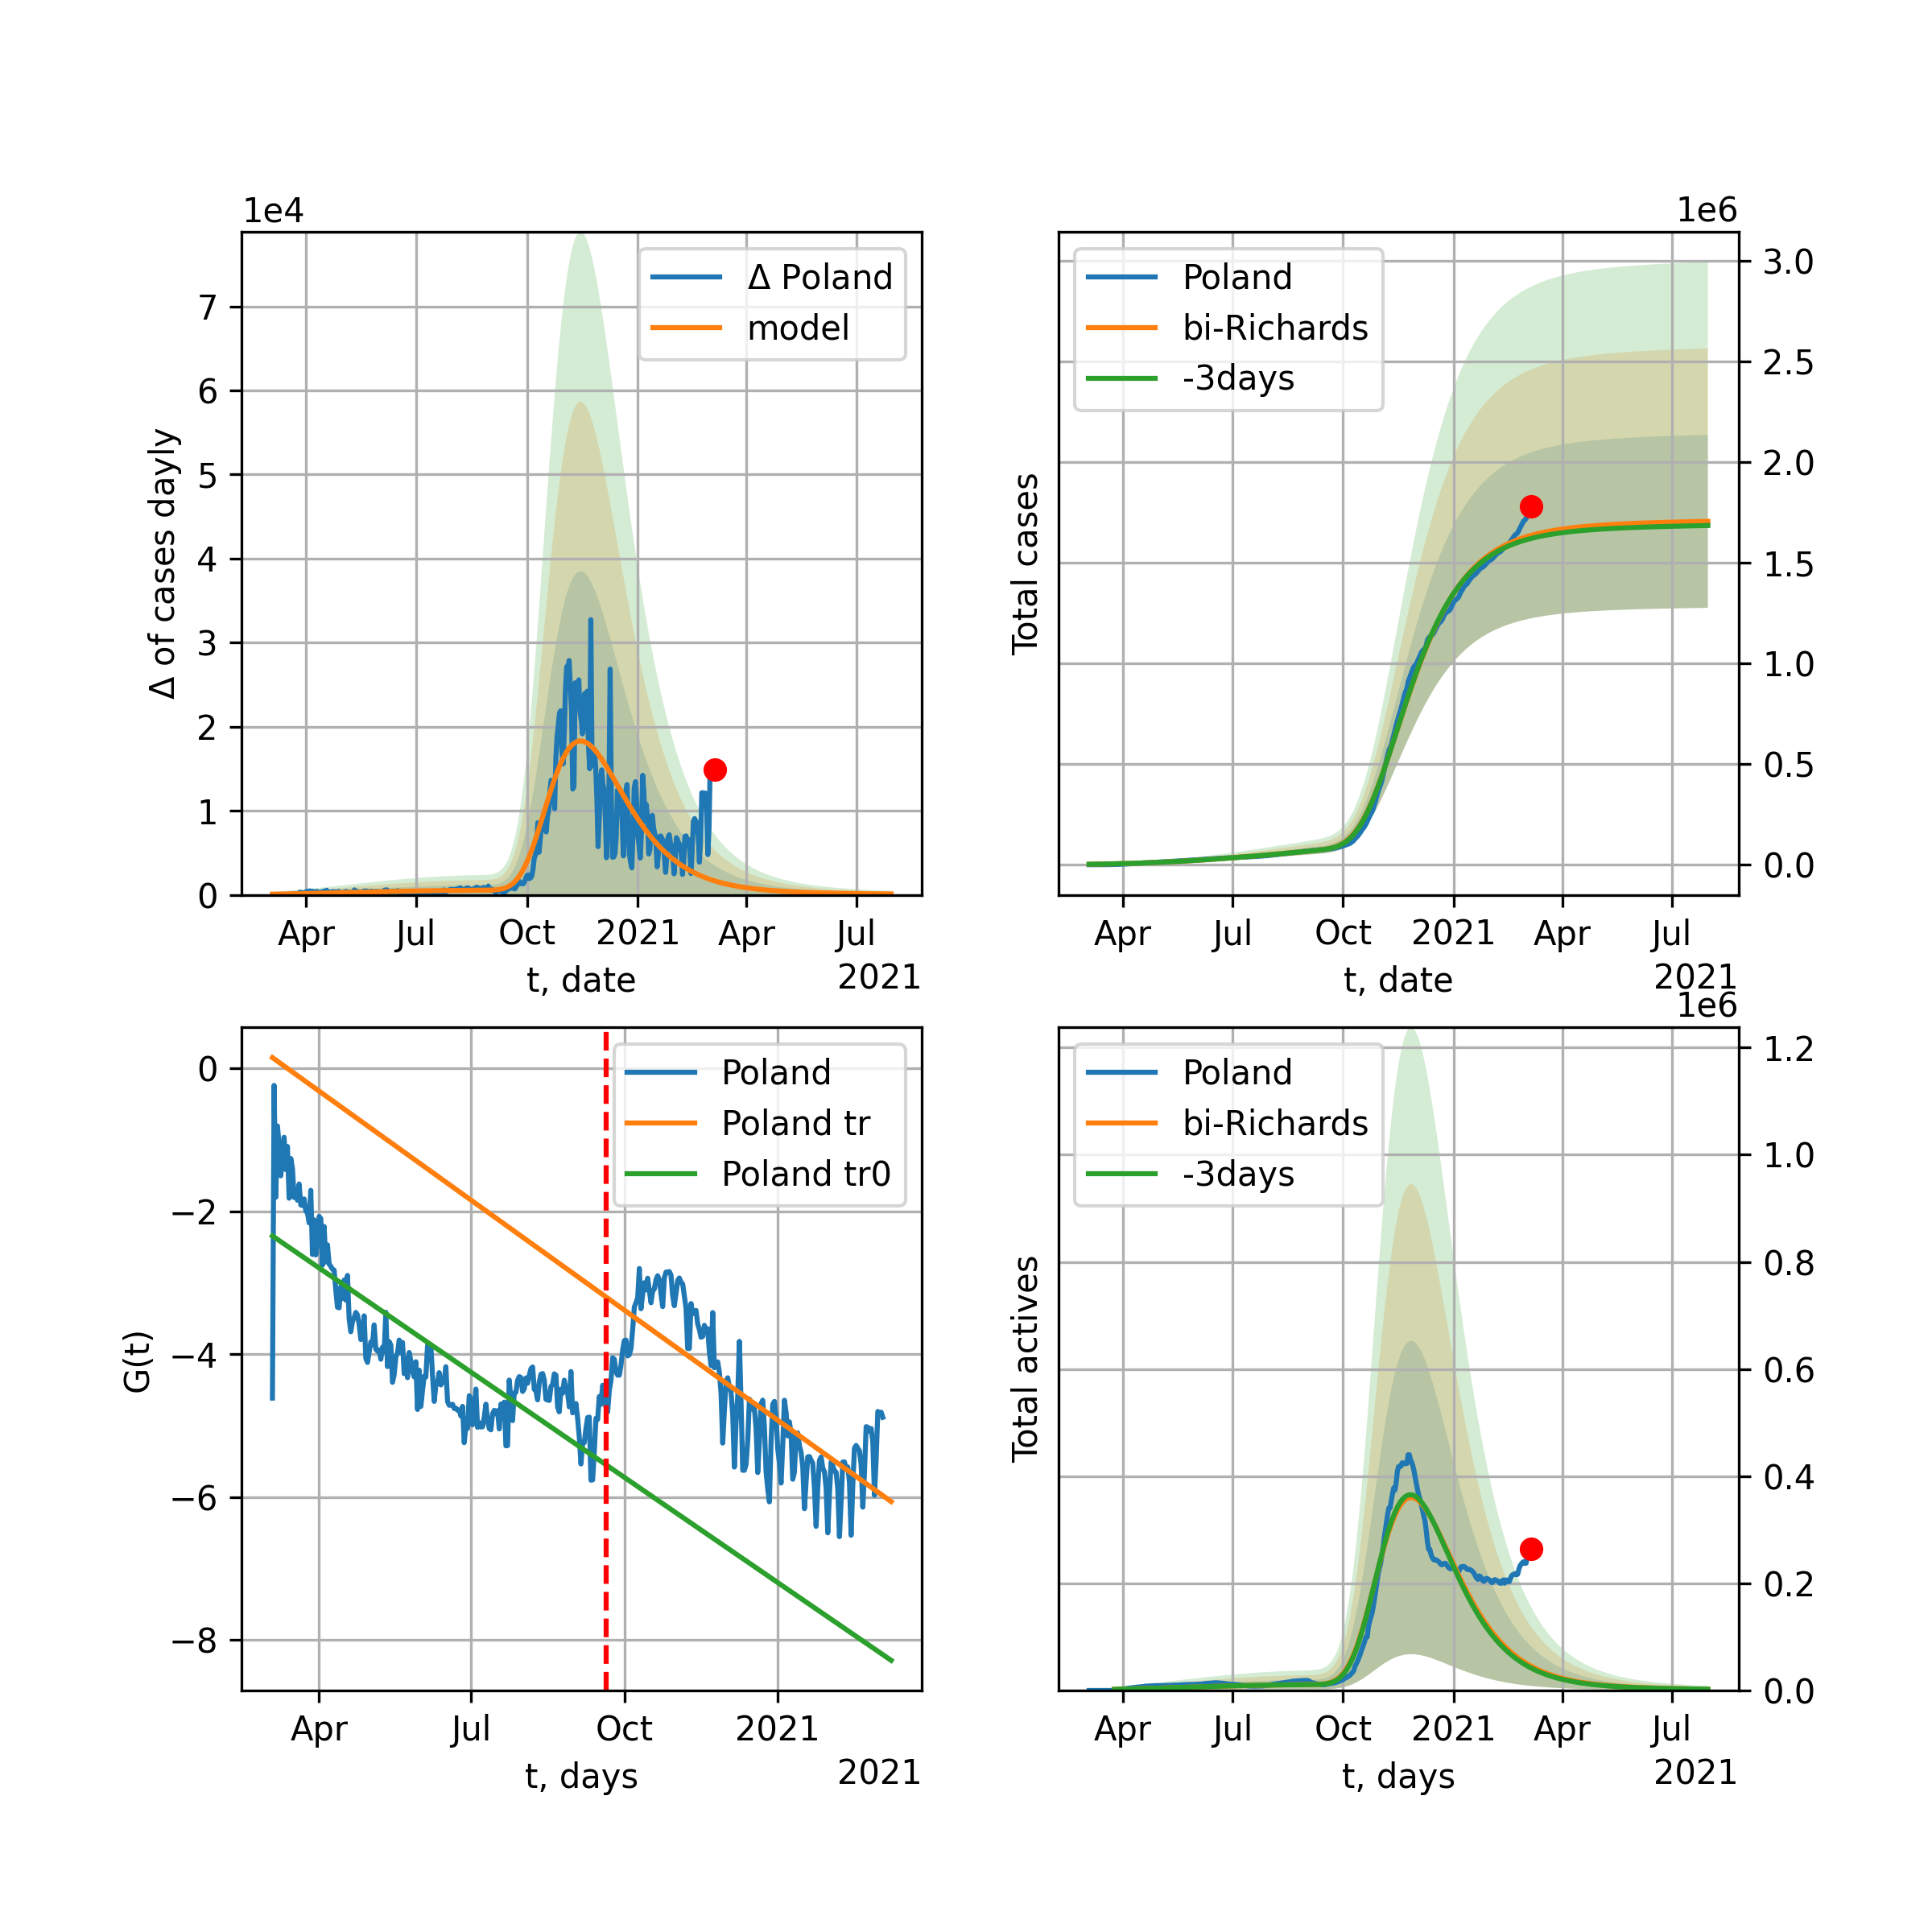 1e4
Δ of cases dayly
7
6
5
4
3
2
1
0
Δ Poland
model
Apr
Jul
Oct
2021
Apr
Jul
t, date
2021
1e6
Total cases
Poland
bi-Richards
-3days
3.0
2.5
2.0
1.5
1.0
0.5
0.0
Apr
Jul
Oct
2021
Apr
Jul
t, date
2021
G(t)
0
−2
−4
−6
−8
Poland
Poland tr
Poland tr0
Apr
Jul
Oct
2021
t, days
2021
1e6
Total actives
Poland
bi-Richards
-3days
1.2
1.0
0.8
0.6
0.4
0.2
0.0
Apr
Jul
Oct
2021
Apr
Jul
t, days
2021